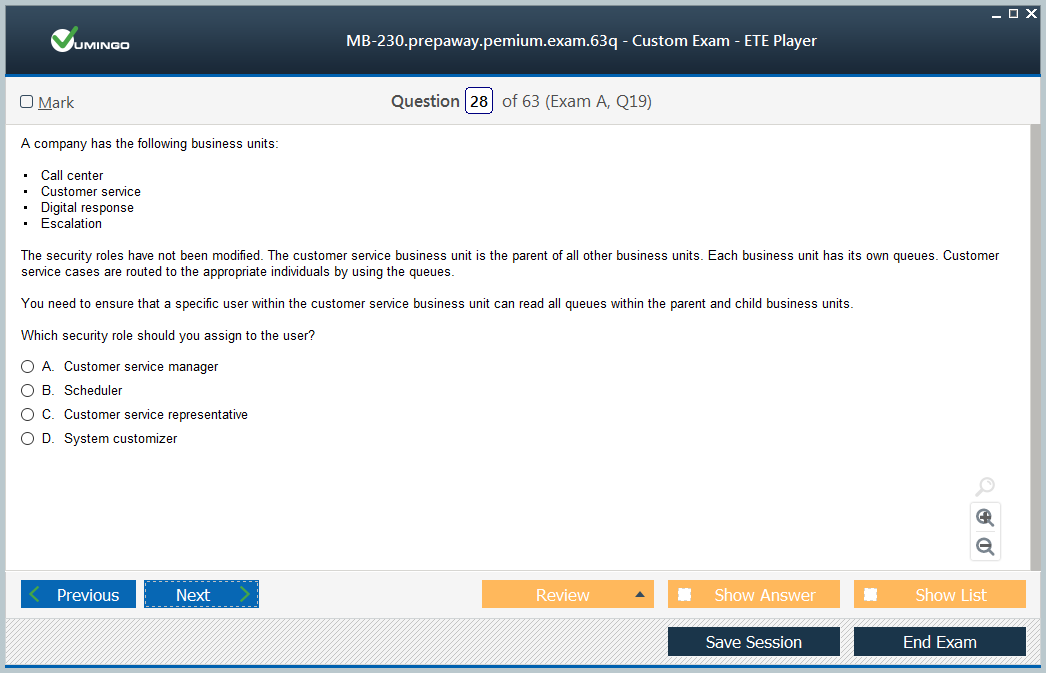 VUMINGO
MB-230.prepaway.pemium.exam.63q - Custom Exam - ETE Player
Mark
Question 28 of 63 (Exam A, Q19)
A company has the following business units:
▪ Call center
▪ Customer service
▪ Digital response
▪ Escalation
The security roles have not been modified. The customer service business unit is the parent of all other business units. Each business unit has its own queues. Customer
service cases are routed to the appropriate individuals by using the queues.
You need to ensure that a specific user within the customer service business unit can read all queues within the parent and child business units.
Which security role should you assign to the user?
A. Customer service manager
B. Scheduler
C. Customer service representative
D. System customizer
Previous
Next
Review
Show Answer
Show List
Save Session
End Exam